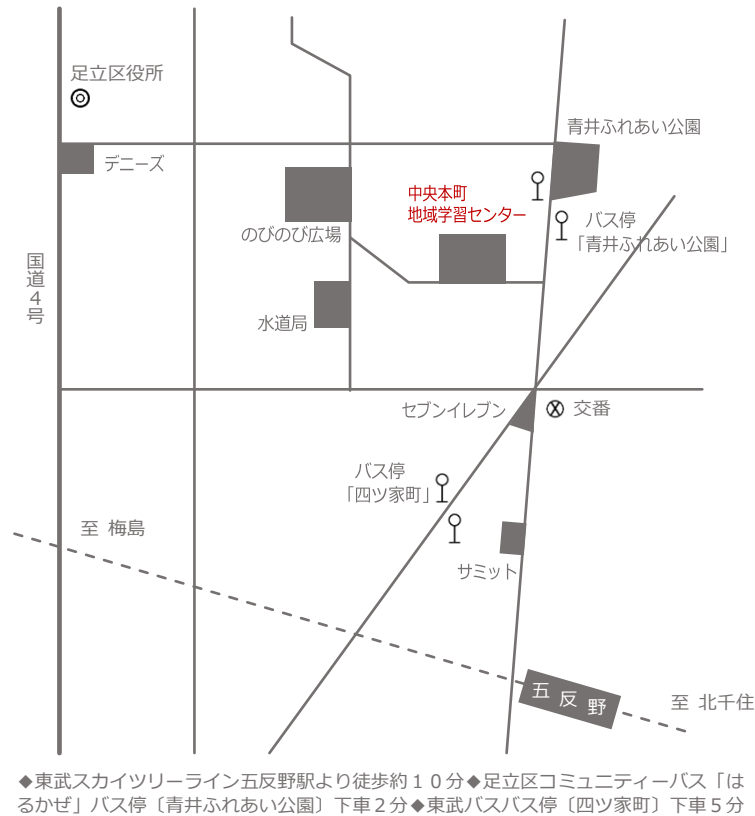 足立区役所
デニーズ
青井ふれあい公園
中央本町
地域学習センター
バス停
「青井ふれあい公園」
のびのび広場
国道４号
水道局
セブンイレブン
交番
バス停
「四ツ家町」
至 梅島
サミット
五反野
至 北千住
◆東武スカイツリーライン五反野駅より徒歩約１０分◆足立区コミュニティーバス「は
るかぜ」バス停〔青井ふれあい公園〕下車２分◆東武バスバス停〔四ツ家町〕下車５分